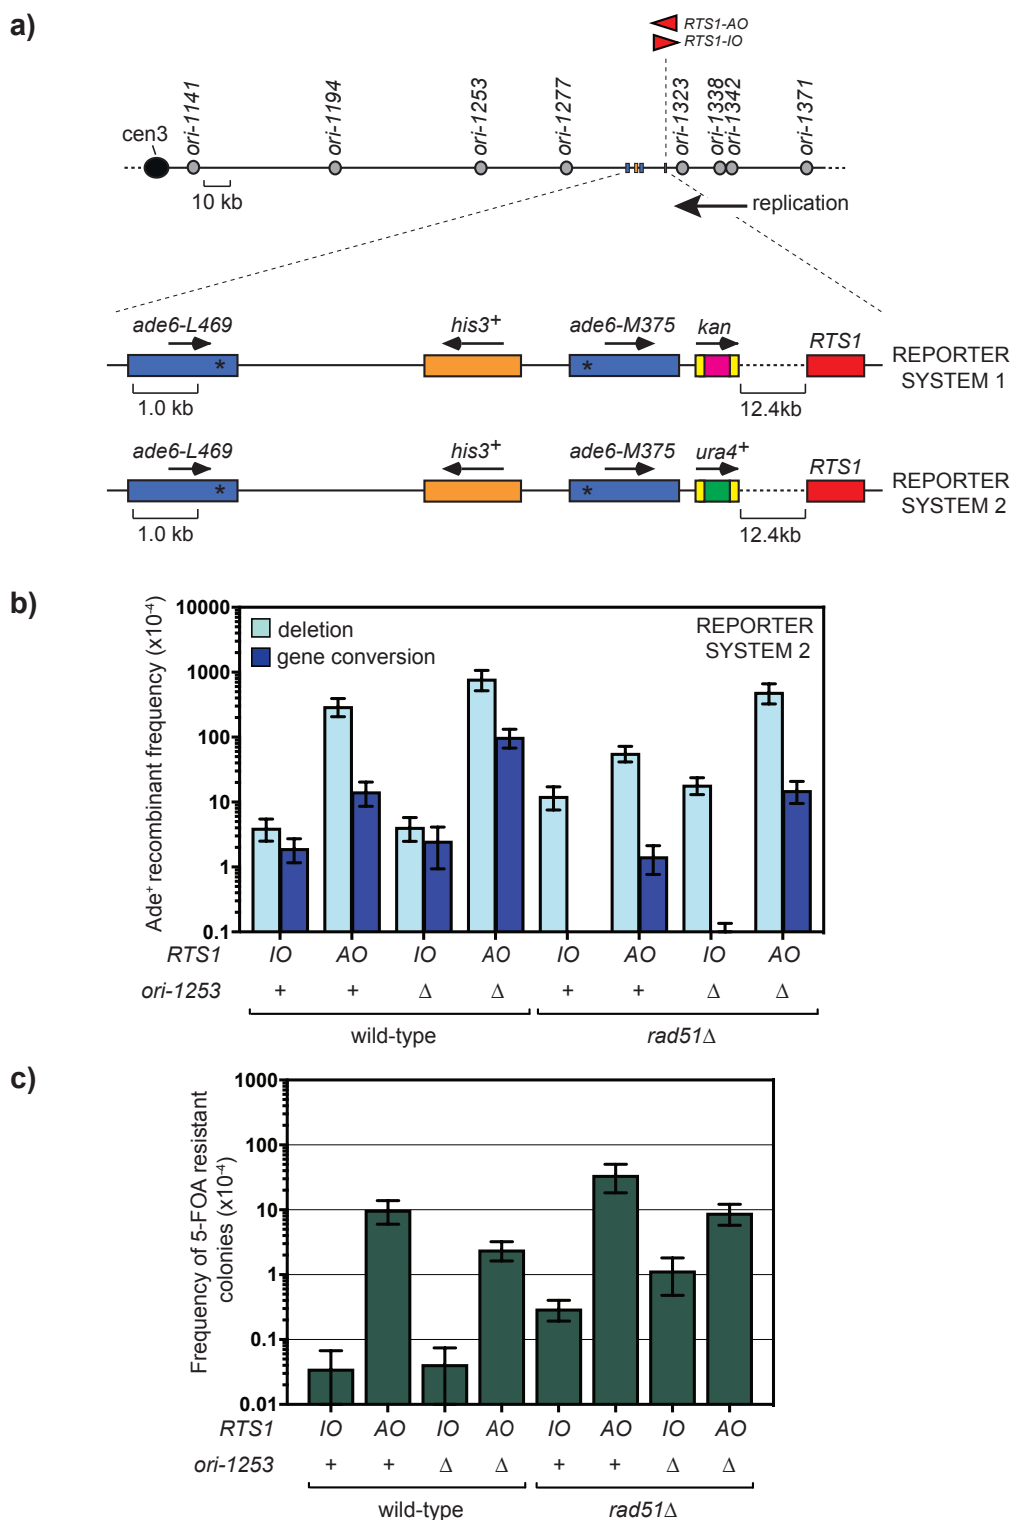 a)
RTS1-AO
RTS1-IO
cen3
ori-1141
ori-1194
ori-1253
ori-1277
ori-1323
ori-1338
ori-1342
ori-1371
10 kb
replication
ade6-L469
his3+
ade6-M375
kan
RTS1
*
*
REPORTER
SYSTEM 1
1.0 kb
12.4kb
ade6-L469
his3+
ade6-M375
ura4+
RTS1
*
*
REPORTER
SYSTEM 2
1.0 kb
12.4kb
b)
Ade+ recombinant frequency (x10-4)
10000
1000
100
10
1
0.1
deletion
gene conversion
REPORTER
SYSTEM 2
RTS1 IO AO IO AO IO AO IO AO
ori-1253 + + Δ Δ + + Δ Δ
wild-type rad51Δ
c)
Frequency of 5-FOA resistant
colonies (x10-4)
1000
100
10
1
0.1
0.01
RTS1 IO AO IO AO IO AO IO AO
ori-1253 + + Δ Δ + + Δ Δ
wild-type rad51Δ